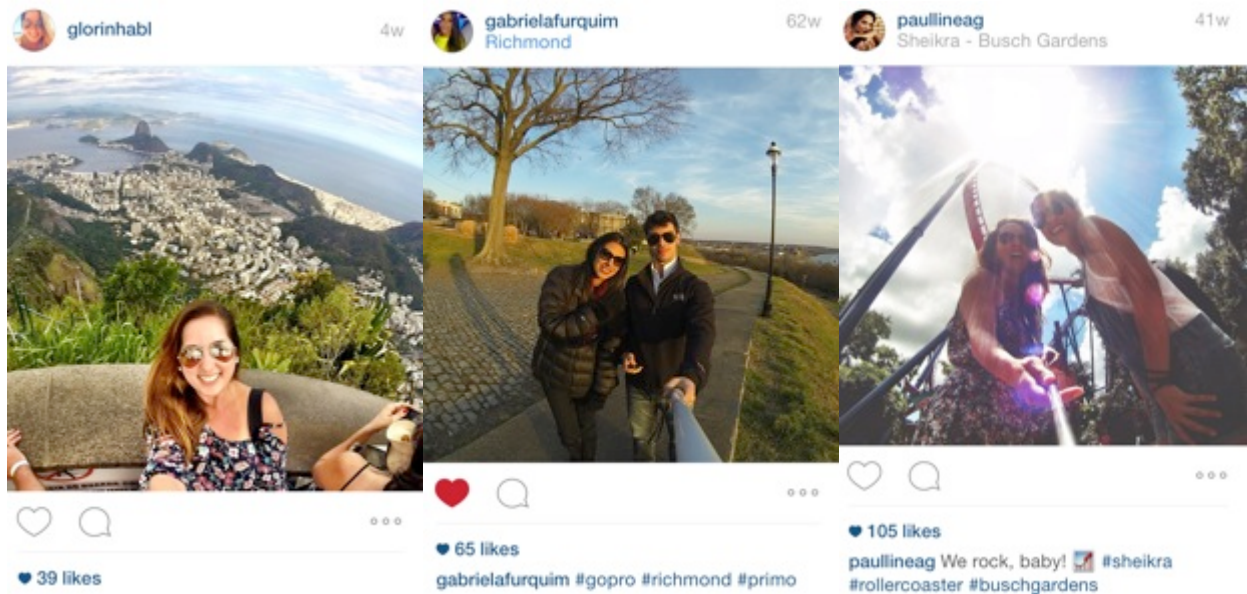 glorinhabl
4w
39 likes
gabrielafurquim
62w
Richmond
65 likes
gabrielafurquim #gopro #richmond #primo
paullineag
41w
Sheikra - Busch Gardens
105 likes
paullineag We rock, baby! 🎢 #sheikra
#rollercoaster #buschgardens